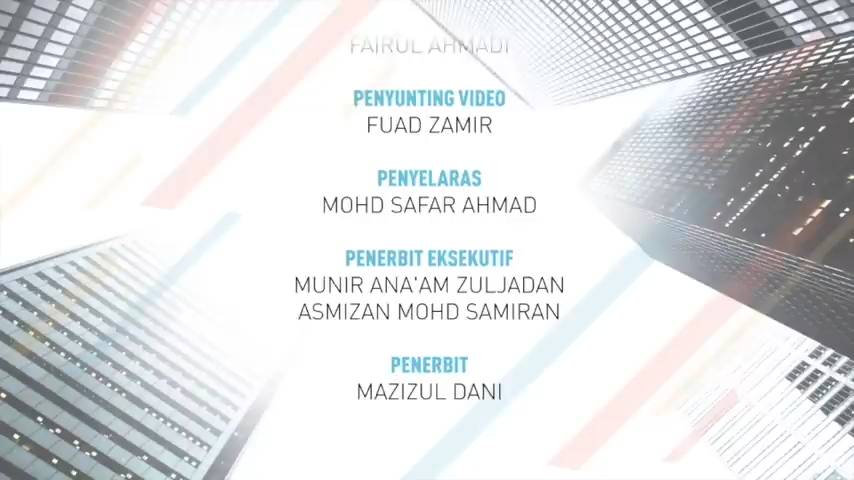 FAIRUL AHMADI
PENYUNTING VIDEO
FUAD ZAMIR
PENYELARAS
MOHD SAFAR AHMAD
PENERBIT EKSEKUTIF
MUNIR ANA'AM ZULJADAN
ASMIZAN MOHD SAMIRAN
PENERBIT
MAZIZUL DANI